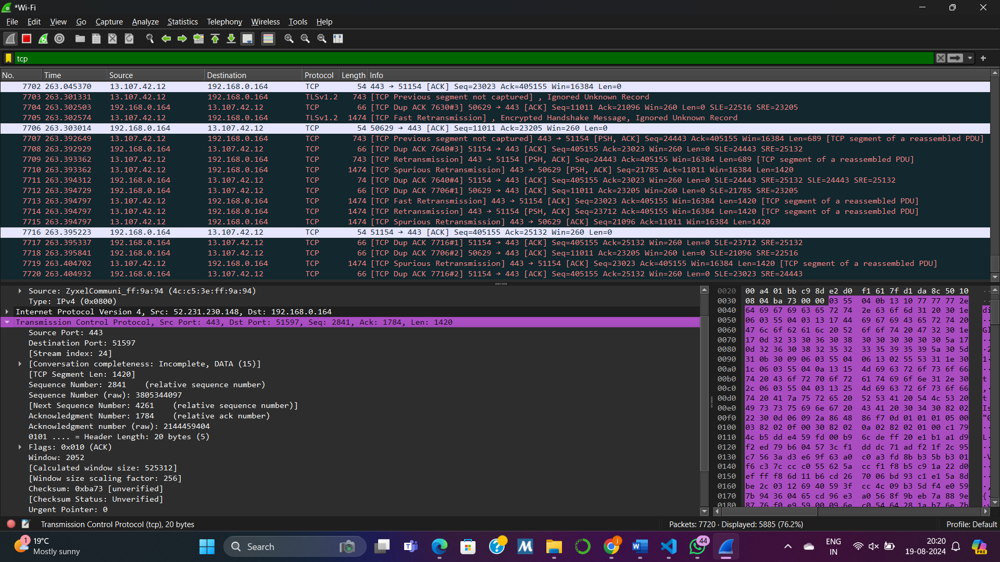 *Wi-Fi
File Edit View Go Capture Analyze Statistics Telephony Wireless Tools Help
tcp
No. Time Source Destination Protocol Length Info
7702 263.045370 13.107.42.12 192.168.0.164 TCP 54 443 → 51154 [ACK] Seq=23023 Ack=405155 Win=16384 Len=0
7703 263.301331 13.107.42.12 192.168.0.164 TLSv1.2 743 [TCP Previous segment not captured] , Ignored Unknown Record
7704 263.302503 192.168.0.164 13.107.42.12 TCP 66 [TCP Dup ACK 7630#3] 50629 → 443 [ACK] Seq=11011 Ack=21096 Win=260 Len=0 SLE=22516 SRE=23205
7705 263.302574 13.107.42.12 192.168.0.164 TLSv1.2 1474 [TCP Fast Retransmission] , Encrypted Handshake Message, Ignored Unknown Record
7706 263.303014 192.168.0.164 13.107.42.12 TCP 54 50629 → 443 [ACK] Seq=11011 Ack=23205 Win=260 Len=0
7707 263.392649 13.107.42.12 192.168.0.164 TCP 743 [TCP Previous segment not captured] 443 → 51154 [PSH, ACK] Seq=24443 Ack=405155 Win=16384 Len=689 [TCP segment of a reassembled PDU]
7708 263.392929 192.168.0.164 13.107.42.12 TCP 66 [TCP Dup ACK 7640#3] 51154 → 443 [ACK] Seq=405155 Ack=23023 Win=260 Len=0 SLE=24443 SRE=25132
7709 263.393362 13.107.42.12 192.168.0.164 TCP 743 [TCP Retransmission] 443 → 51154 [PSH, ACK] Seq=24443 Ack=405155 Win=16384 Len=689 [TCP segment of a reassembled PDU]
7710 263.393362 13.107.42.12 192.168.0.164 TCP 1474 [TCP Spurious Retransmission] 443 → 50629 [PSH, ACK] Seq=21785 Ack=11011 Win=16384 Len=1420
7711 263.394312 192.168.0.164 13.107.42.12 TCP 74 [TCP Dup ACK 7640#4] 51154 → 443 [ACK] Seq=405155 Ack=23023 Win=260 Len=0 SLE=24443 SRE=25132 SLE=24443 SRE=25132
7712 263.394729 192.168.0.164 13.107.42.12 TCP 66 [TCP Dup ACK 7706#1] 50629 → 443 [ACK] Seq=11011 Ack=23205 Win=260 Len=0 SLE=21785 SRE=23205
7713 263.394797 13.107.42.12 192.168.0.164 TCP 1474 [TCP Fast Retransmission] 443 → 51154 [ACK] Seq=23023 Ack=405155 Win=16384 Len=1420 [TCP segment of a reassembled PDU]
7714 263.394797 13.107.42.12 192.168.0.164 TCP 1474 [TCP Retransmission] 443 → 51154 [PSH, ACK] Seq=23712 Ack=405155 Win=16384 Len=1420 [TCP segment of a reassembled PDU]
7715 263.394797 13.107.42.12 192.168.0.164 TCP 1474 [TCP Spurious Retransmission] 443 → 50629 [ACK] Seq=21096 Ack=11011 Win=16384 Len=1420
7716 263.395223 192.168.0.164 13.107.42.12 TCP 54 51154 → 443 [ACK] Seq=405155 Ack=25132 Win=260 Len=0
7717 263.395337 192.168.0.164 13.107.42.12 TCP 66 [TCP Dup ACK 7716#1] 51154 → 443 [ACK] Seq=405155 Ack=25132 Win=260 Len=0 SLE=23712 SRE=25132
7718 263.395841 192.168.0.164 13.107.42.12 TCP 66 [TCP Dup ACK 7706#2] 50629 → 443 [ACK] Seq=11011 Ack=23205 Win=260 Len=0 SLE=21096 SRE=22516
7719 263.404702 13.107.42.12 192.168.0.164 TCP 1474 [TCP Spurious Retransmission] 443 → 51154 [ACK] Seq=23023 Ack=405155 Win=16384 Len=1420 [TCP segment of a reassembled PDU]
7720 263.404932 192.168.0.164 13.107.42.12 TCP 66 [TCP Dup ACK 7716#2] 51154 → 443 [ACK] Seq=405155 Ack=25132 Win=260 Len=0 SLE=23023 SRE=24443
Source: ZyxelCommuni_ff:9a:94 (4c:c5:3e:ff:9a:94)
Type: IPv4 (0x0800)
Internet Protocol Version 4, Src: 52.231.230.148, Dst: 192.168.0.164
Transmission Control Protocol, Src Port: 443, Dst Port: 51597, Seq: 2841, Ack: 1784, Len: 1420
Source Port: 443
Destination Port: 51597
[Stream index: 24]
[Conversation completeness: Incomplete, DATA (15)]
[TCP Segment Len: 1420]
Sequence Number: 2841 (relative sequence number)
Sequence Number (raw): 3805344097
[Next Sequence Number: 4261 (relative sequence number)]
Acknowledgment Number: 1784 (relative ack number)
Acknowledgment number (raw): 2144459404
0101 .... = Header Length: 20 bytes (5)
Flags: 0x010 (ACK)
Window: 2052
[Calculated window size: 525312]
[Window size scaling factor: 256]
Checksum: 0xba73 [unverified]
[Checksum Status: Unverified]
Urgent Pointer: 0
0020 00 a4 01 bb c9 8d e2 d0 f1 61 7f d1 da 8c 50 10 ··
0030 08 04 ba 73 00 00 03 55 04 0b 13 10 77 77 77 2e ··
0040 64 69 67 69 63 65 72 74 2e 63 6f 6d 31 20 30 1e di
0050 06 03 55 04 03 13 17 44 69 67 69 43 65 72 74 20 ··
0060 47 6c 6f 62 61 6c 20 52 6f 6f 74 20 47 32 30 1e Gl
0070 17 0d 32 33 30 36 30 38 30 30 30 30 30 30 5a 17 ··
0080 0d 32 36 30 38 32 35 32 33 35 39 35 39 5a 30 5d ·2
0090 31 0b 30 09 06 03 55 04 06 13 02 55 53 31 1e 30 1·
00a0 1c 06 03 55 04 0a 13 15 4d 69 63 72 6f 73 6f 66 ··
00b0 74 20 43 6f 72 70 6f 72 61 74 69 6f 6e 31 2e 30 t
00c0 2c 06 03 55 04 03 13 25 4d 69 63 72 6f 73 6f 66 ,·
00d0 74 20 41 7a 75 72 65 20 52 53 41 20 54 4c 53 20 t
00e0 49 73 73 75 69 6e 67 20 43 41 20 30 34 30 82 02 Is
00f0 22 30 0d 06 09 2a 86 48 86 f7 0d 01 01 01 05 00 "0
0100 03 82 02 0f 00 30 82 02 0a 02 82 02 01 00 c1 79 ··
0110 4c b5 dd e4 59 fd 00 b9 6c de ff 20 e1 b1 a1 d9 L·
0120 f2 ed 79 b6 04 57 3c f1 dd dc 71 ad f2 1f 2c 95 ··
0130 c7 56 3a d3 e6 9f 63 a0 c0 a3 fd 8b b3 5b b3 01 ·V
0140 f6 c3 7c cc c0 55 62 5a cc f1 f8 b5 c9 1a 22 d0 ··
0150 ef ff f8 6d 11 b6 cd 26 70 06 bd 93 c1 e1 5a 8d ··
0160 be 2c 03 12 69 40 59 3f cc 4c 09 b3 5d f4 e0 59 ·,
0170 7b 94 36 04 65 cd 96 e3 a0 56 8f 9b eb 7a 88 9e {·
0180 87 76 f0 e9 59 00 09 6e c0 54 64 28 1a b7 6e 7b ·v
Transmission Control Protocol (tcp), 20 bytes Packets: 7720 · Displayed: 5885 (76.2%) Profile: Default
1 19°C
Mostly sunny
Search
44
ENG
IN
20:20
19-08-2024
PRE